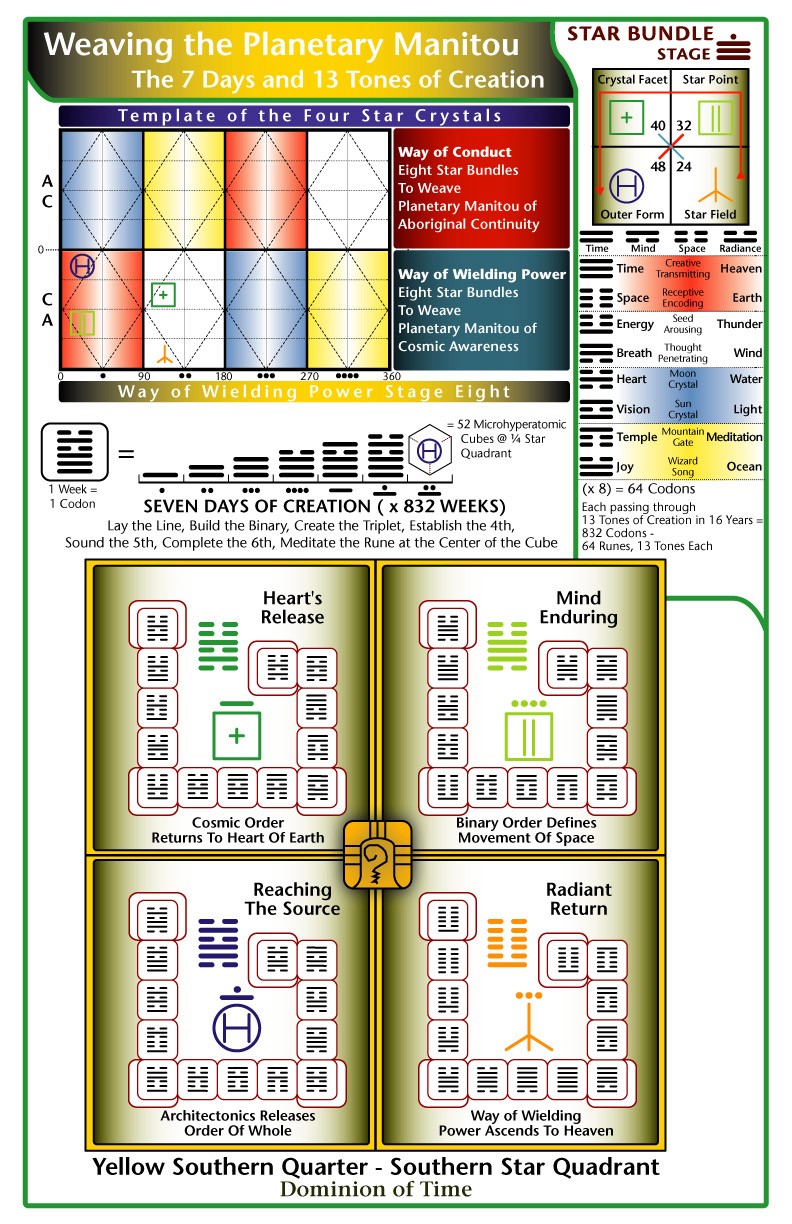 Weaving the Planetary Manitou
The 7 Days and 13 Tones of Creation
STAR BUNDLE
STAGE
Crystal Facet
Star Point
40
32
48
24
Outer Form
Star Field
Template of the Four Star Crystals
A
C
0
C
A
Way of Conduct
Eight Star Bundles
To Weave
Planetary Manitou of
Aboriginal Continuity
Way of Wielding Power
Eight Star Bundles
To Weave
Planetary Manitou of
Cosmic Awareness
0
90
180
270
360
Way of Wielding Power Stage Eight
Time Mind Space Radiance
Time Creative Transmitting Heaven
Space Receptive Encoding Earth
Energy Seed Arousing Thunder
Breath Thought Penetrating Wind
Heart Moon Crystal Water
Vision Sun Crystal Light
Temple Mountain Gate Meditation
Joy Wizard Song Ocean
(x 8) = 64 Codons
Each passing through
13 Tones of Creation in 16 Years =
832 Codons -
64 Runes, 13 Tones Each
1 Week =
1 Codon
=
= 52 Microhyperatomic
Cubes @ ¼ Star
Quadrant
SEVEN DAYS OF CREATION ( x 832 WEEKS)
Lay the Line, Build the Binary, Create the Triplet, Establish the 4th,
Sound the 5th, Complete the 6th, Meditate the Rune at the Center of the Cube
Heart's
Release
Cosmic Order
Returns To Heart Of Earth
Mind
Enduring
Binary Order Defines
Movement Of Space
Reaching
The Source
Architectonics Releases
Order Of Whole
Radiant
Return
Way of Wielding
Power Ascends To Heaven
Yellow Southern Quarter - Southern Star Quadrant
Dominion of Time